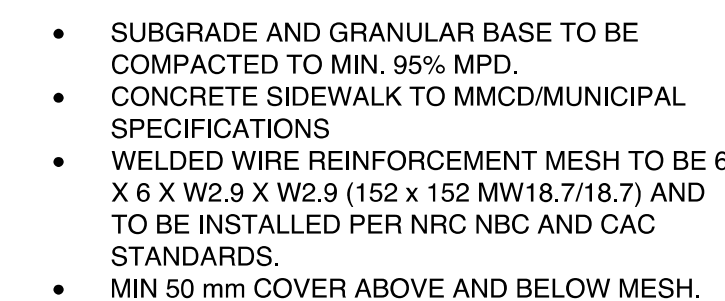 • SUBGRADE AND GRANULAR BASE TO BE
COMPACTED TO MIN. 95% MPD.
• CONCRETE SIDEWALK TO MMCD/MUNICIPAL
SPECIFICATIONS
• WELDED WIRE REINFORCEMENT MESH TO BE 6
X 6 X W2.9 X W2.9 (152 x 152 MW18.7/18.7) AND
TO BE INSTALLED PER NRC NBC AND CAC
STANDARDS.
• MIN 50 mm COVER ABOVE AND BELOW MESH.